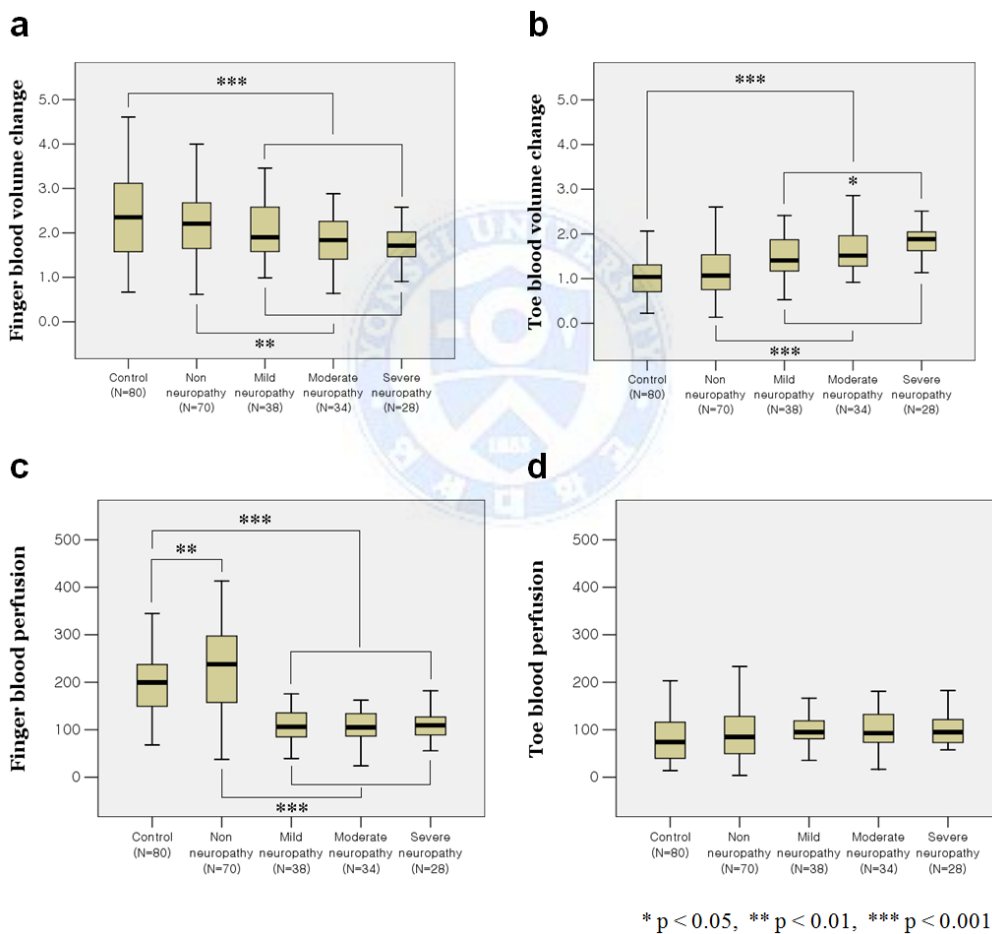 a
b
***
***
*
**
***
Finger blood volume change
5.0
4.0
3.0
2.0
1.0
0.0
Control
(N=80)
Non
neuropathy
(N=70)
Mild
neuropathy
(N=38)
Moderate
neuropathy
(N=34)
Severe
neuropathy
(N=28)
Toe blood volume change
5.0
4.0
3.0
2.0
1.0
0.0
Control
(N=80)
Non
neuropathy
(N=70)
Mild
neuropathy
(N=38)
Moderate
neuropathy
(N=34)
Severe
neuropathy
(N=28)
YONSEI UNIVERSITY
1885
c
d
***
**
***
Finger blood perfusion
500
400
300
200
100
0
Control
(N=80)
Non
neuropathy
(N=70)
Mild
neuropathy
(N=38)
Moderate
neuropathy
(N=34)
Severe
neuropathy
(N=28)
Toe blood perfusion
500
400
300
200
100
0
Control
(N=80)
Non
neuropathy
(N=70)
Mild
neuropathy
(N=38)
Moderate
neuropathy
(N=34)
Severe
neuropathy
(N=28)
* p < 0.05, ** p < 0.01, *** p < 0.001